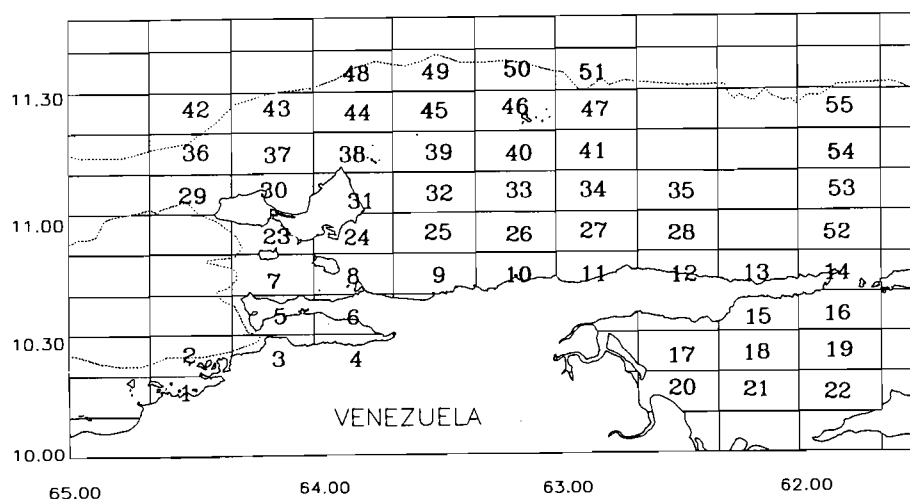 48 49 50 51
11.30
42 43 44 45 46 47 55
36 37 38 39 40 41 54
29 30 31 32 33 34 35 53
11.00
23 24 25 26 27 28 52
7 8 9 10 11 12 13 14
5 6 15 16
10.30
2 3 4 17 18 19
1 20 21 22
VENEZUELA
10.00
65.00 64.00 63.00 62.00